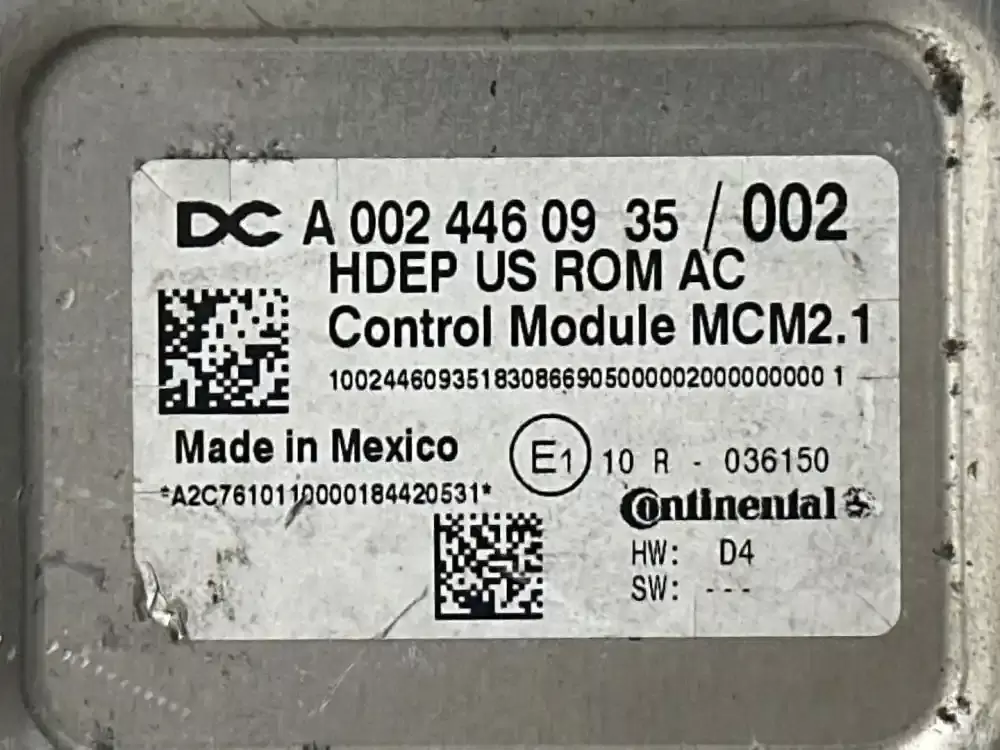 DC A 002 446 09 35 / 002
HDEP US ROM AC
Control Module MCM2.1
10024460935183086690500000200000000 1
Made in Mexico
E1 10 R - 036150
*A2C7610110000184420531*
Continental
HW: D4
SW: ---